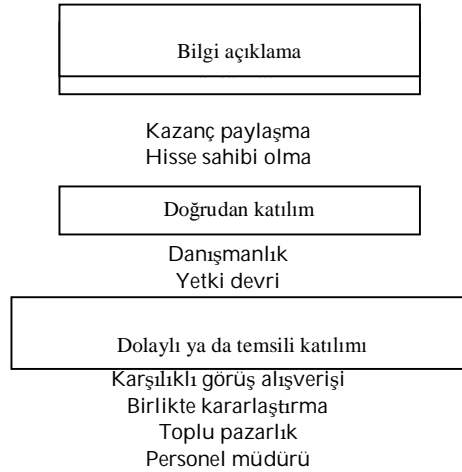 Bilgi açıklama
Kazanç paylaşma
Hisse sahibi olma
Doğrudan katılım
Danışmanlık
Yetki devri
Dolaylı ya da temsili katılımı
Karşılıklı görüş alışverişi
Birlikte kararlaştırma
Toplu pazarlık
Personel müdürü